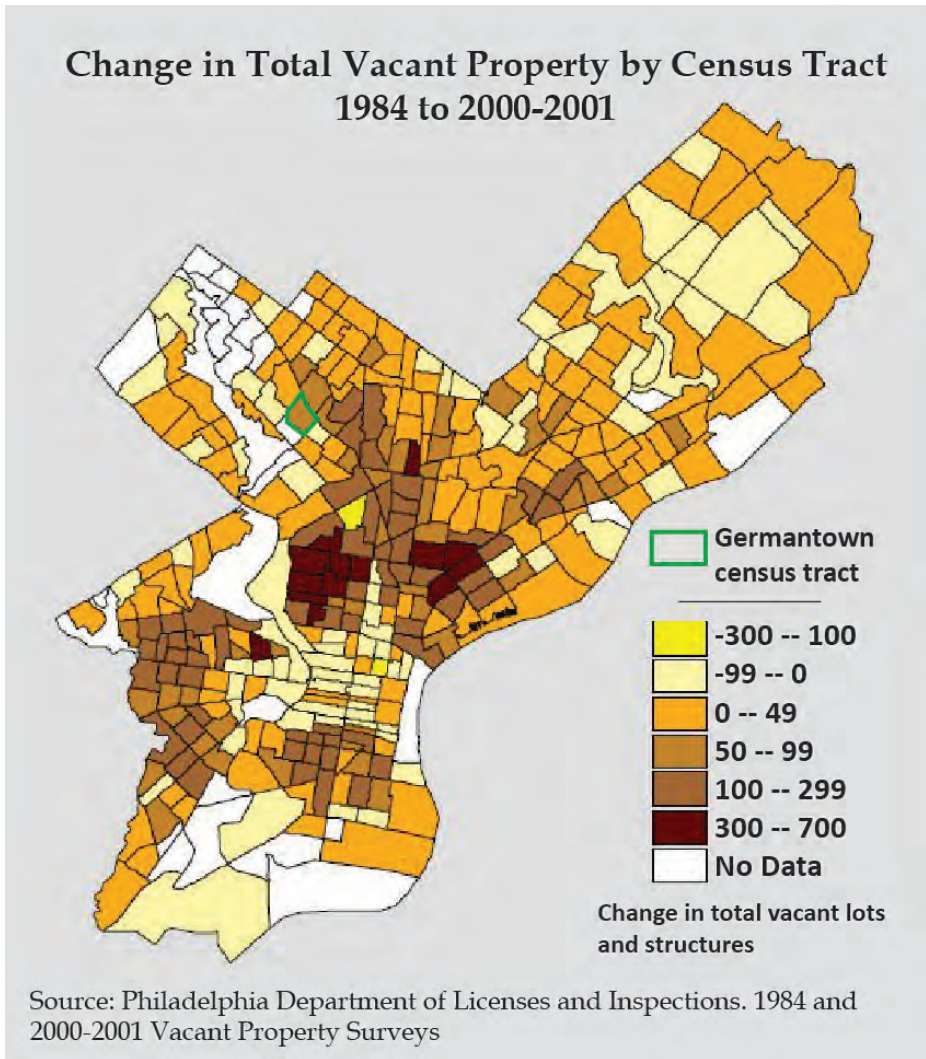 Change in Total Vacant Property by Census Tract
1984 to 2000-2001
Germantown
census tract
-300 -- 100
-99 -- 0
0 -- 49
50 -- 99
100 -- 299
300 -- 700
No Data
Change in total vacant lots
and structures
Source: Philadelphia Department of Licenses and Inspections. 1984 and
2000-2001 Vacant Property Surveys